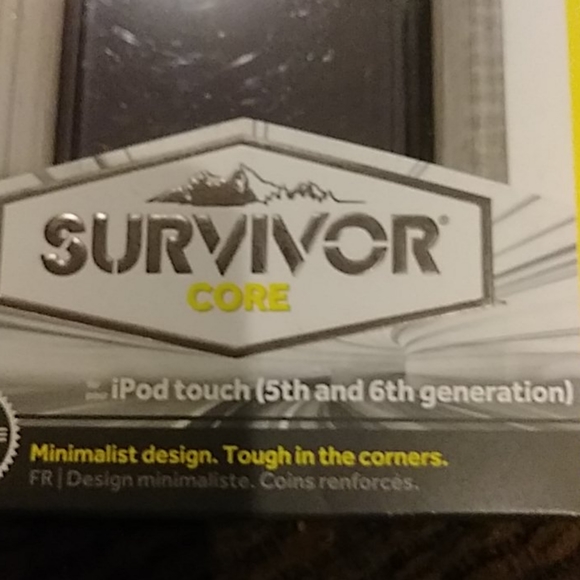 SURVIVOR®
CORE
iPod touch (5th and 6th generation)
Minimalist design. Tough in the corners.
FR | Design minimaliste. Coins renforcés.